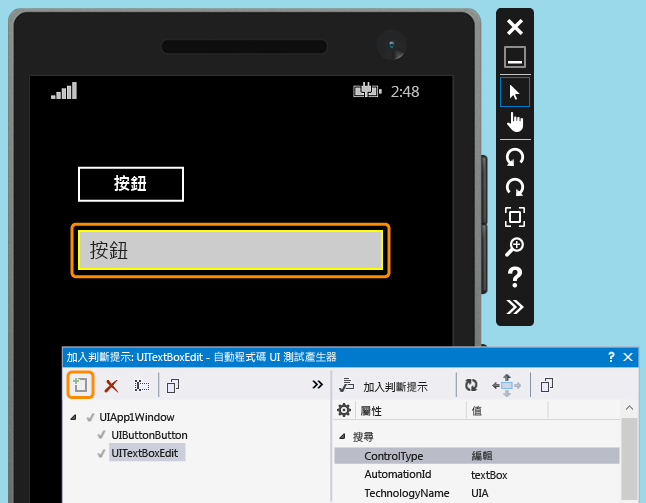 2:48
按鈕
按鈕
加入判斷提示: UITextBoxEdit - 自動程式碼 UI 測試產生器
加入判斷提示
UIApp1Window
UIButtonButton
UITextBoxEdit
屬性 值
搜尋
ControlType 編輯
AutomationId textBox
TechnologyName UIA